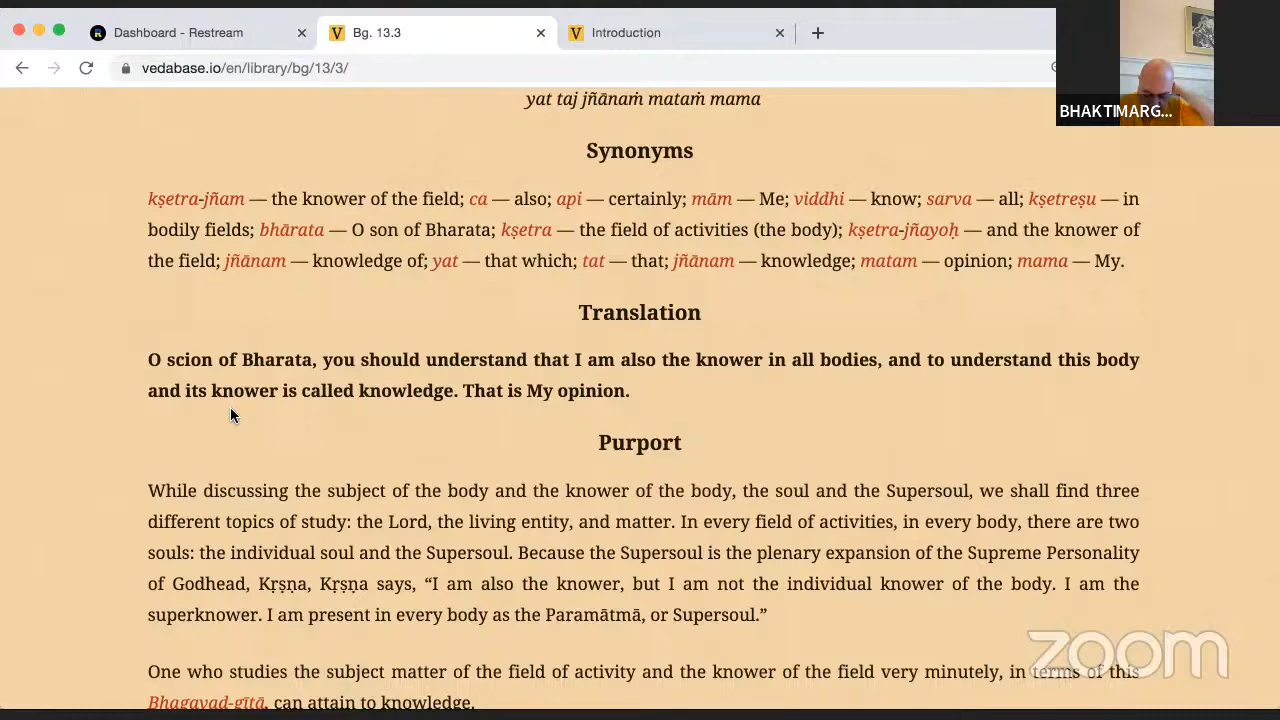 Dashboard - Restream
Bg. 13.3
Introduction
vedabase.io/en/library/bg/13/3/
BHAKTIMARG...
yat taj jñānaṁ mataṁ mama
Synonyms
kṣetra-jñam — the knower of the field; ca — also; api — certainly; mām — Me; viddhi — know; sarva — all; kṣetreṣu — in
bodily fields; bhārata — O son of Bharata; kṣetra — the field of activities (the body); kṣetra-jñayoḥ — and the knower of
the field; jñānam — knowledge of; yat — that which; tat — that; jñānam — knowledge; matam — opinion; mama — My.
Translation
O scion of Bharata, you should understand that I am also the knower in all bodies, and to understand this body
and its knower is called knowledge. That is My opinion.
Purport
While discussing the subject of the body and the knower of the body, the soul and the Supersoul, we shall find three
different topics of study: the Lord, the living entity, and matter. In every field of activities, in every body, there are two
souls: the individual soul and the Supersoul. Because the Supersoul is the plenary expansion of the Supreme Personality
of Godhead, Kṛṣṇa, Kṛṣṇa says, “I am also the knower, but I am not the individual knower of the body. I am the
superknower. I am present in every body as the Paramātmā, or Supersoul.”
One who studies the subject matter of the field of activity and the knower of the field very minutely, in terms of this
Bhagavad-gītā, can attain to knowledge.
zoom